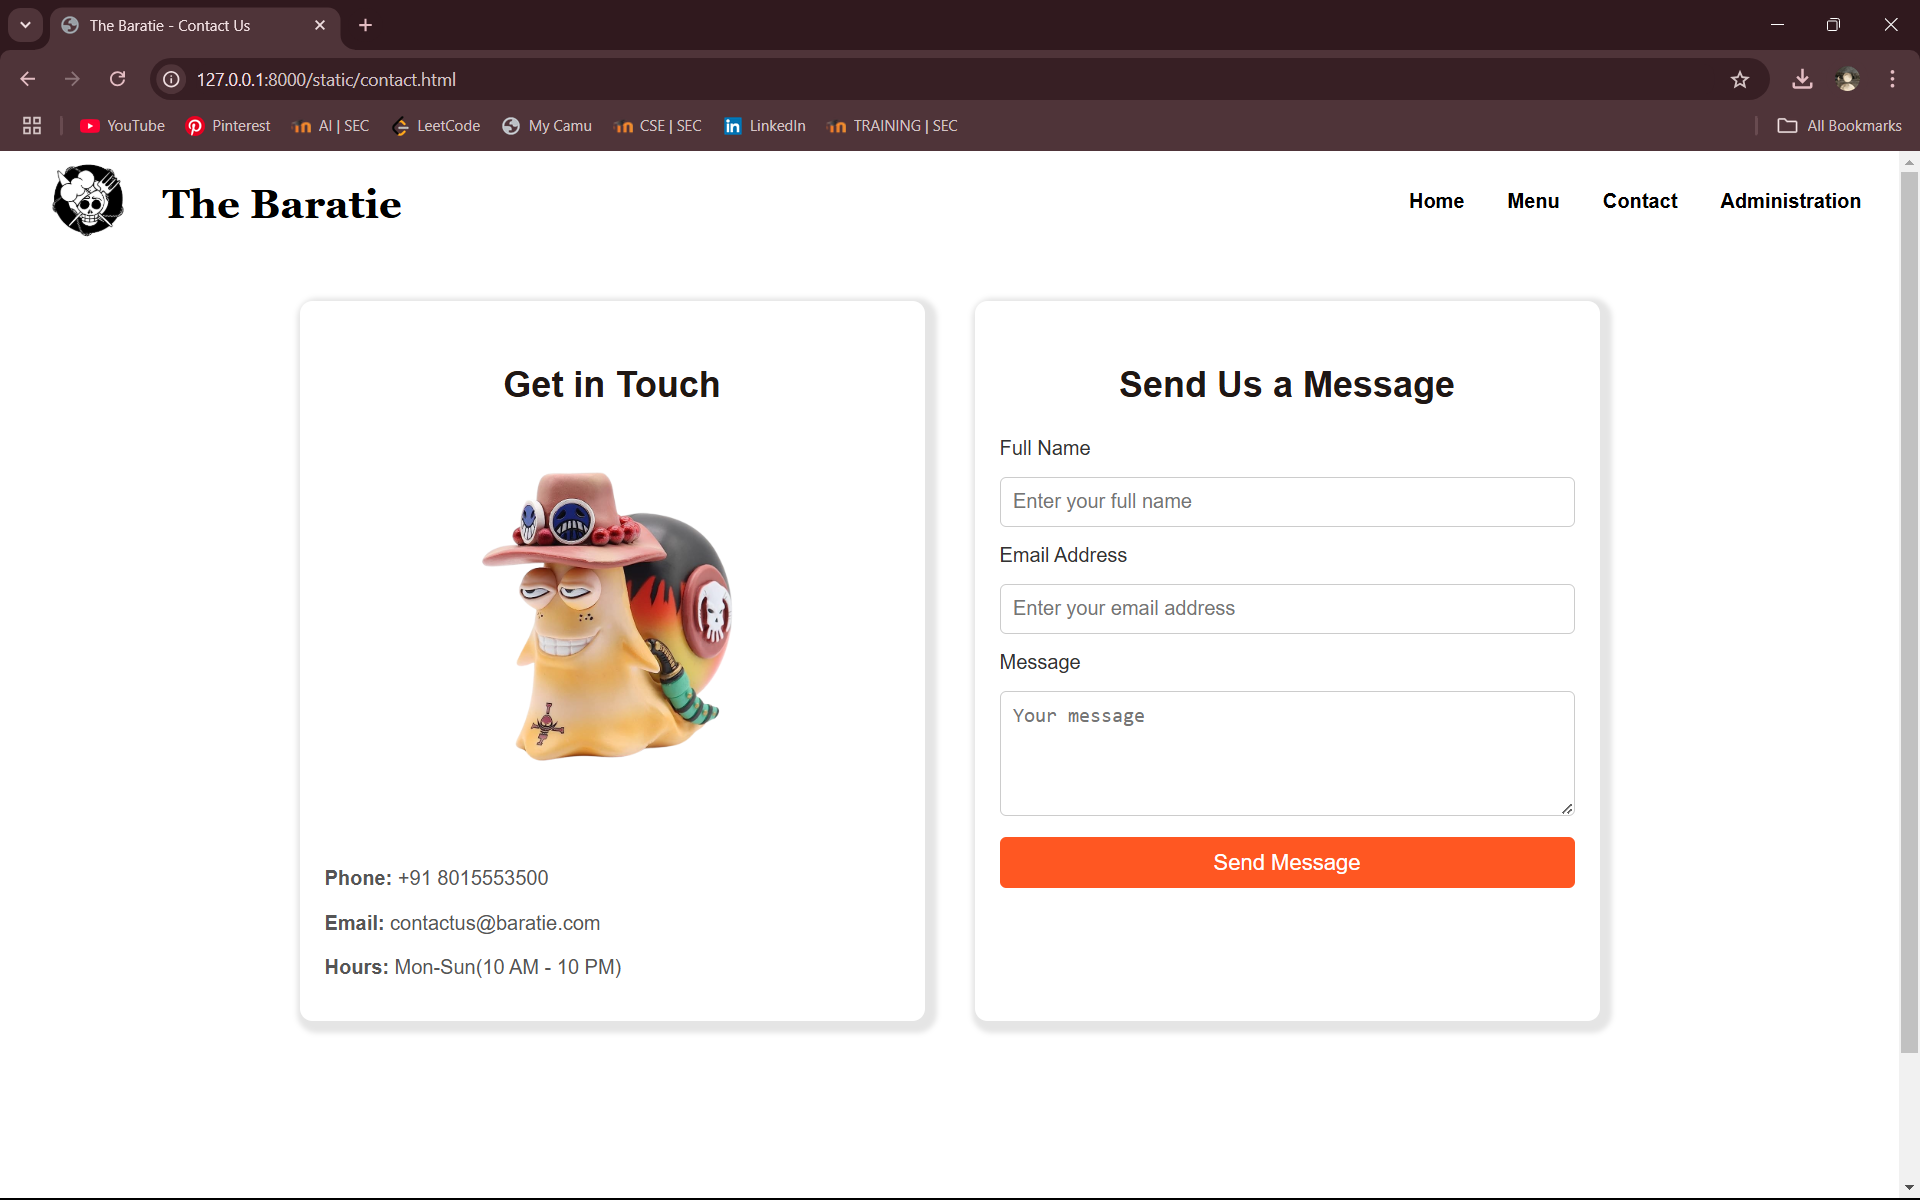 The Baratie - Contact Us
127.0.0.1:8000/static/contact.html
YouTube Pinterest AI | SEC LeetCode My Camu CSE | SEC LinkedIn TRAINING | SEC All Bookmarks
The Baratie
Home Menu Contact Administration
Get in Touch
Phone: +91 8015553500
Email: contactus@baratie.com
Hours: Mon-Sun(10 AM - 10 PM)
Send Us a Message
Full Name
Enter your full name
Email Address
Enter your email address
Message
Your message
Send Message